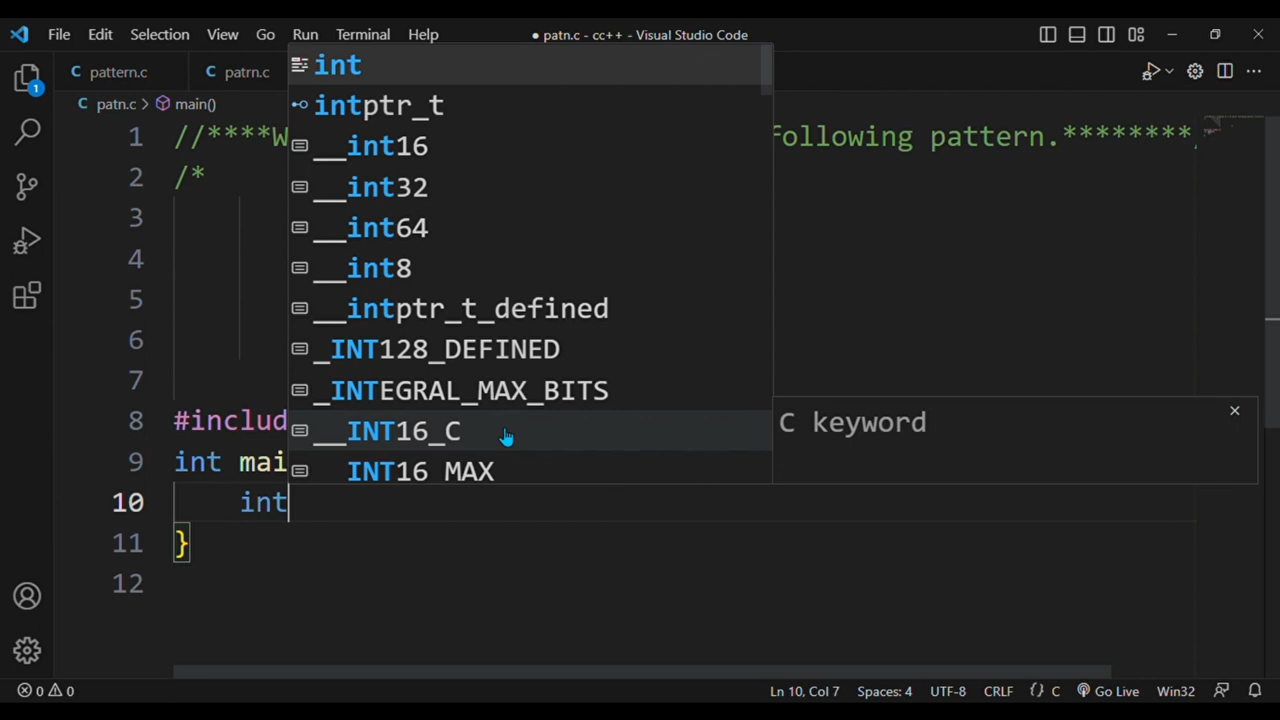 File Edit Selection View Go Run Terminal Help ● patn.c - cc++ - Visual Studio Code
C pattern.c C patrn.c
C patn.c > main()
1 //****W following pattern.********/
2 /*
3
4
5
6
7
8 #includ
9 int mai
10 int
11 }
12
int
intptr_t
__int16
__int32
__int64
__int8
__intptr_t_defined
_INT128_DEFINED
_INTEGRAL_MAX_BITS
__INT16_C
INT16 MAX
C keyword
1
0 0 Ln 10, Col 7 Spaces: 4 UTF-8 CRLF {} C Go Live Win32